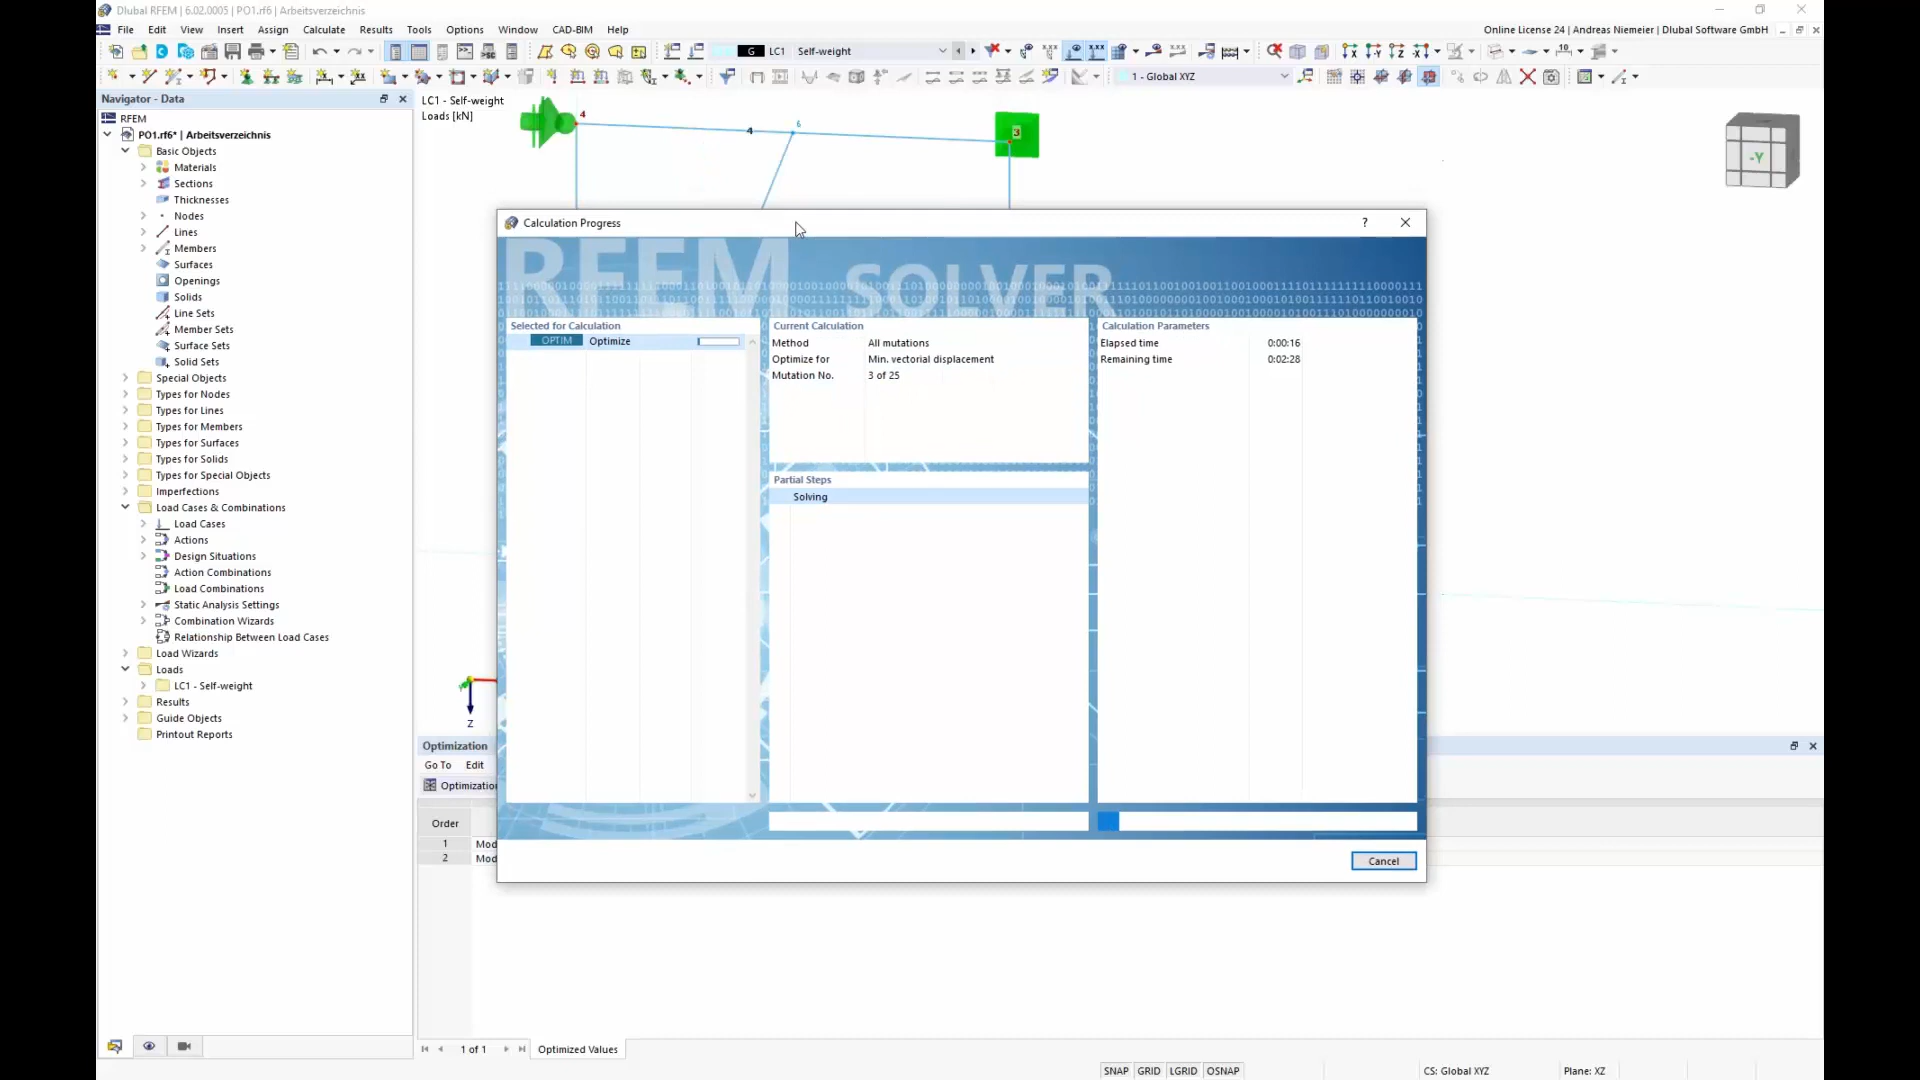 Dlubal RFEM | 6.02.0005 | PO1.rf6 | Arbeitsverzeichnis
File Edit View Insert Assign Calculate Results Tools Options Window CAD-BIM Help
Online License 24 | Andreas Niemeier | Dlubal Software GmbH
G LC1 Self-weight
1 - Global XYZ
Navigator - Data
RFEM
PO1.rf6* | Arbeitsverzeichnis
Basic Objects
Materials
Sections
Thicknesses
Nodes
Lines
Members
Surfaces
Openings
Solids
Line Sets
Member Sets
Surface Sets
Solid Sets
Special Objects
Types for Nodes
Types for Lines
Types for Members
Types for Surfaces
Types for Solids
Types for Special Objects
Imperfections
Load Cases & Combinations
Load Cases
Actions
Design Situations
Action Combinations
Load Combinations
Static Analysis Settings
Combination Wizards
Relationship Between Load Cases
Load Wizards
Loads
LC1 - Self-weight
Results
Guide Objects
Printout Reports
LC1 - Self-weight
Loads [kN]
4
4
6
3
-Y
Z
Calculation Progress
?
RFEM SOLVER
Selected for Calculation
OPTIM Optimize
Current Calculation
Method All mutations
Optimize for Min. vectorial displacement
Mutation No. 3 of 25
Partial Steps
Solving
Calculation Parameters
Elapsed time 0:00:16
Remaining time 0:02:28
Cancel
Optimization
Go To Edit
Order
1
2
1 of 1
Optimized Values
SNAP GRID LGRID OSNAP
CS: Global XYZ
Plane: XZ